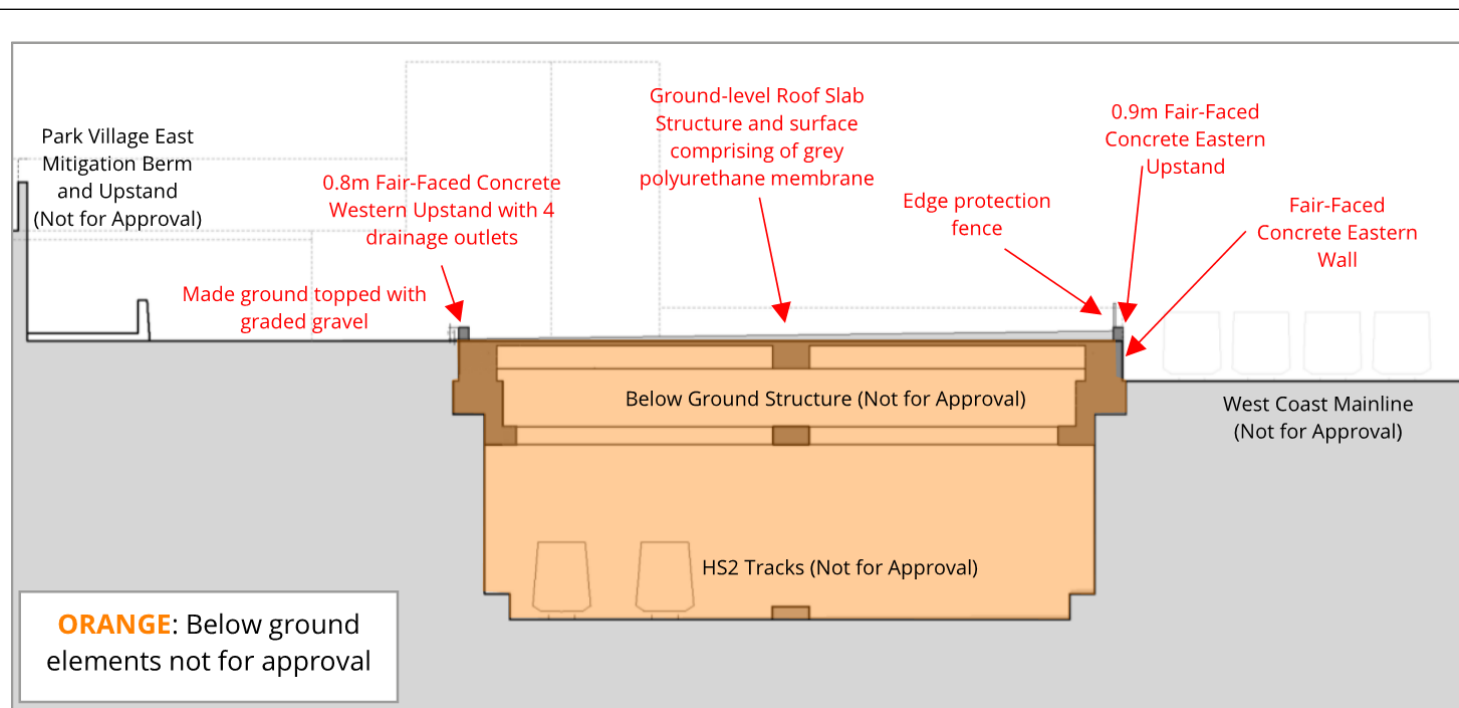 Park Village East
Mitigation Berm
and Upstand
(Not for Approval)
0.8m Fair-Faced Concrete
Western Upstand with 4
drainage outlets
Made ground topped with
graded gravel
Ground-level Roof Slab
Structure and surface
comprising of grey
polyurethane membrane
Edge protection
fence
0.9m Fair-Faced
Concrete Eastern
Upstand
Fair-Faced
Concrete Eastern
Wall
Below Ground Structure (Not for Approval)
West Coast Mainline
(Not for Approval)
HS2 Tracks (Not for Approval)
ORANGE: Below ground
elements not for approval